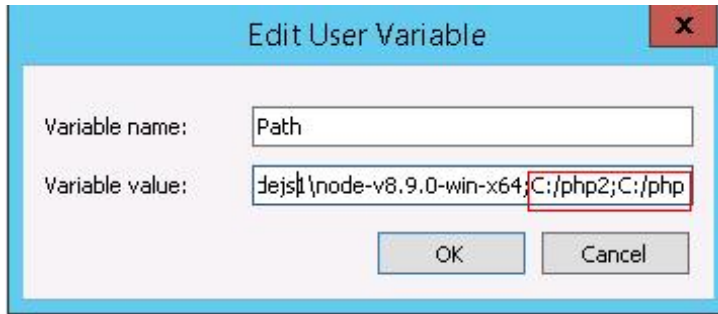 Edit User Variable
x
Variable name:
Path
Variable value:
dejs1\node-v8.9.0-win-x64;C:/php2;C:/php
OK
Cancel